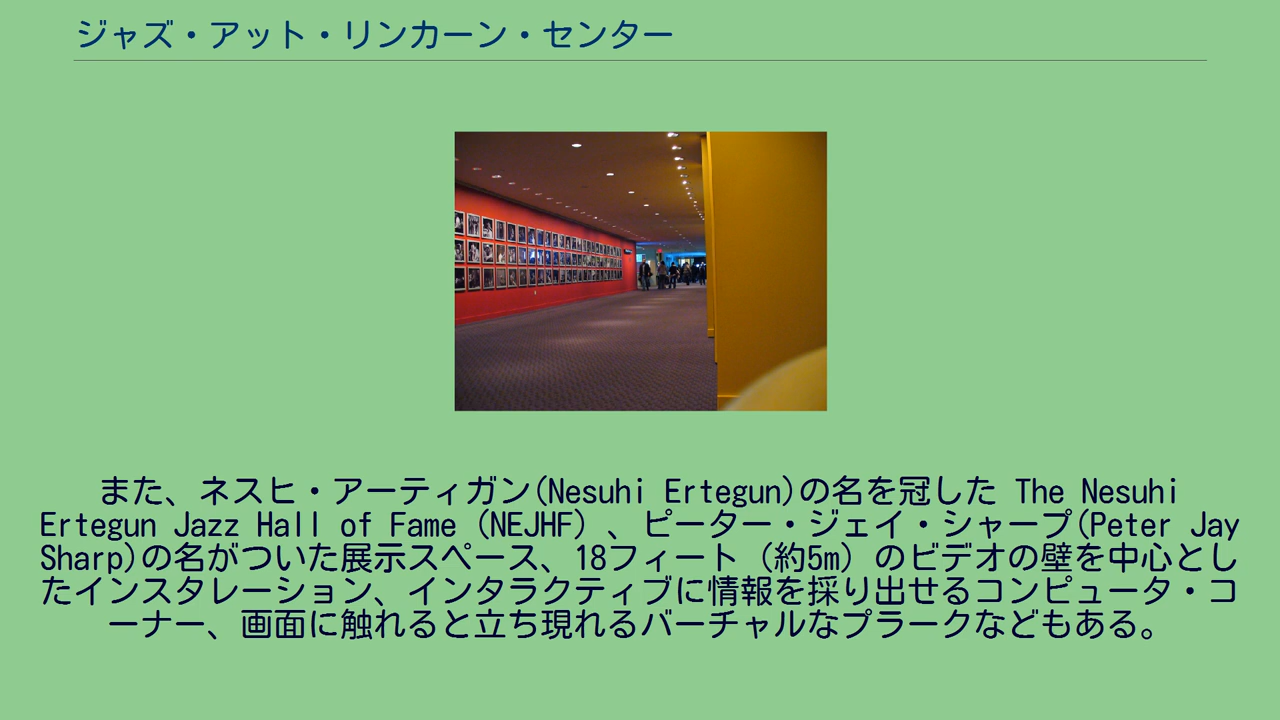 ジャズ・アット・リンカーン・センター
また、ネスヒ・アーティガン(Nesuhi Ertegun)の名を冠した The Nesuhi
Ertegun Jazz Hall of Fame (NEJHF) 、ピーター・ジェイ・シャープ(Peter Jay
Sharp)の名がついた展示スペース、18フィート (約5m) のビデオの壁を中心とし
たインスタレーション、インタラクティブに情報を採り出せるコンピュータ・コ
ーナー、画面に触れると立ち現れるバーチャルなプラークなどもある。